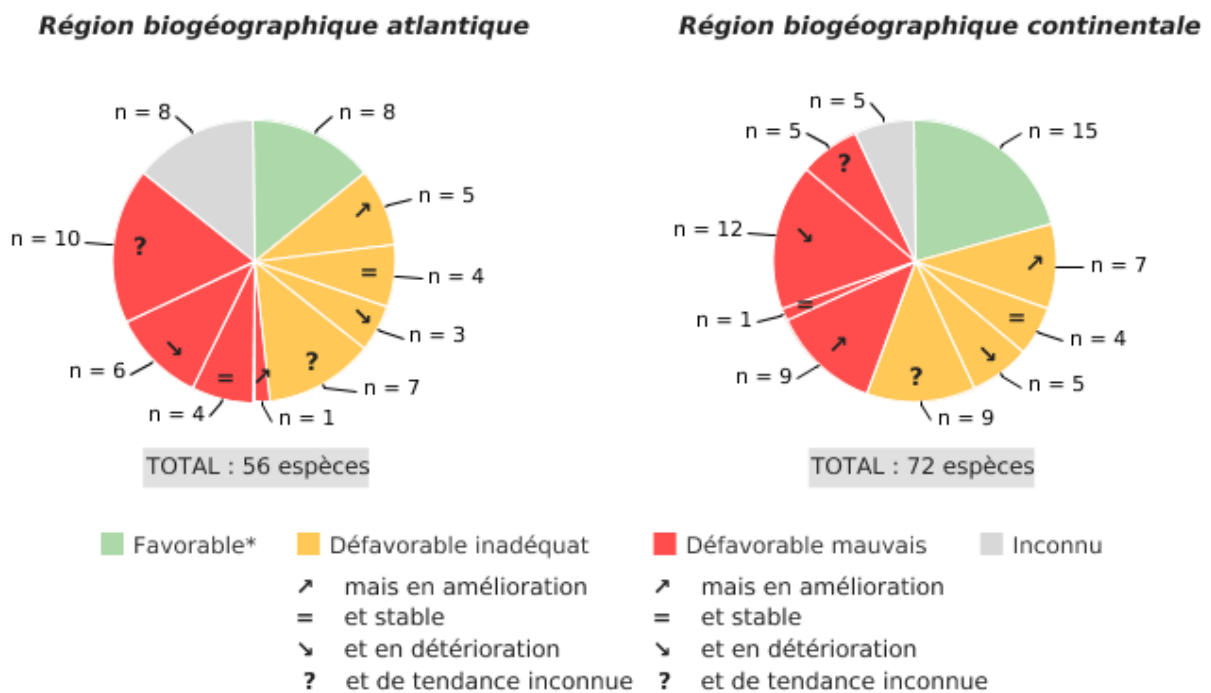 Région biogéographique atlantique
n = 8
n = 8
n = 5
↗
n = 10
?
=
n = 4
↘
n = 3
↘
?
n = 6
n = 7
=
↗
n = 4
n = 1
TOTAL : 56 espèces
Région biogéographique continentale
n = 5
n = 5
n = 15
?
n = 12
↘
↗
n = 7
=
n = 1
=
n = 4
↗
↘
n = 9
?
n = 5
n = 9
TOTAL : 72 espèces
Favorable* Défavorable inadéquat Défavorable mauvais Inconnu
↗ mais en amélioration ↗ mais en amélioration
= et stable = et stable
↘ et en détérioration ↘ et en détérioration
? et de tendance inconnue ? et de tendance inconnue